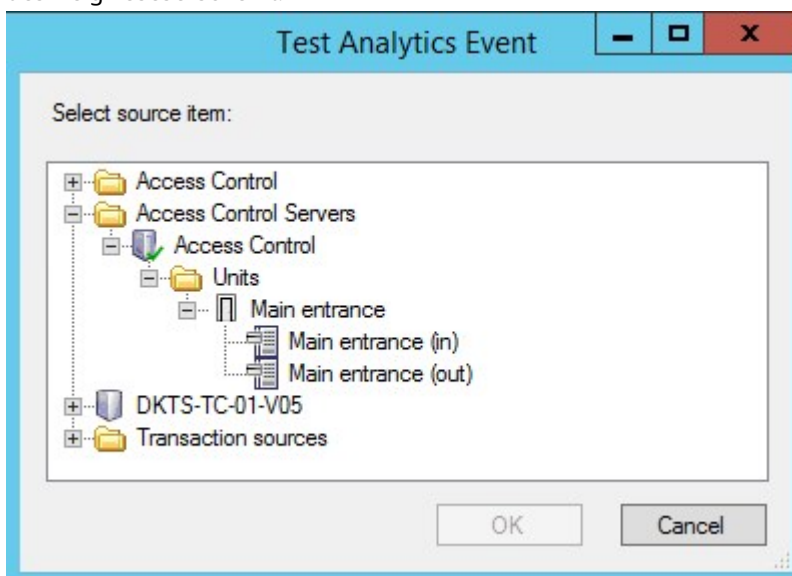 Test Analytics Event
Select source item:
Access Control
Access Control Servers
Access Control
Units
Main entrance
Main entrance (in)
Main entrance (out)
DKTS-TC-01-V05
Transaction sources
OK
Cancel